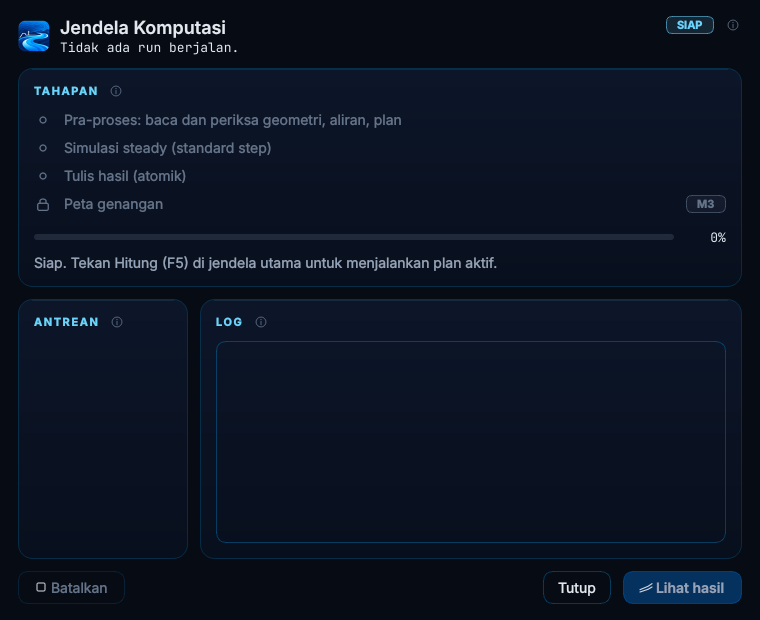 Jendela Komputasi
SIAP
Tidak ada run berjalan.
TAHAPAN
Pra-proses: baca dan periksa geometri, aliran, plan
Simulasi steady (standard step)
Tulis hasil (atomik)
Peta genangan
M3
0%
Siap. Tekan Hitung (F5) di jendela utama untuk menjalankan plan aktif.
ANTREAN
LOG
Batalkan
Tutup
Lihat hasil